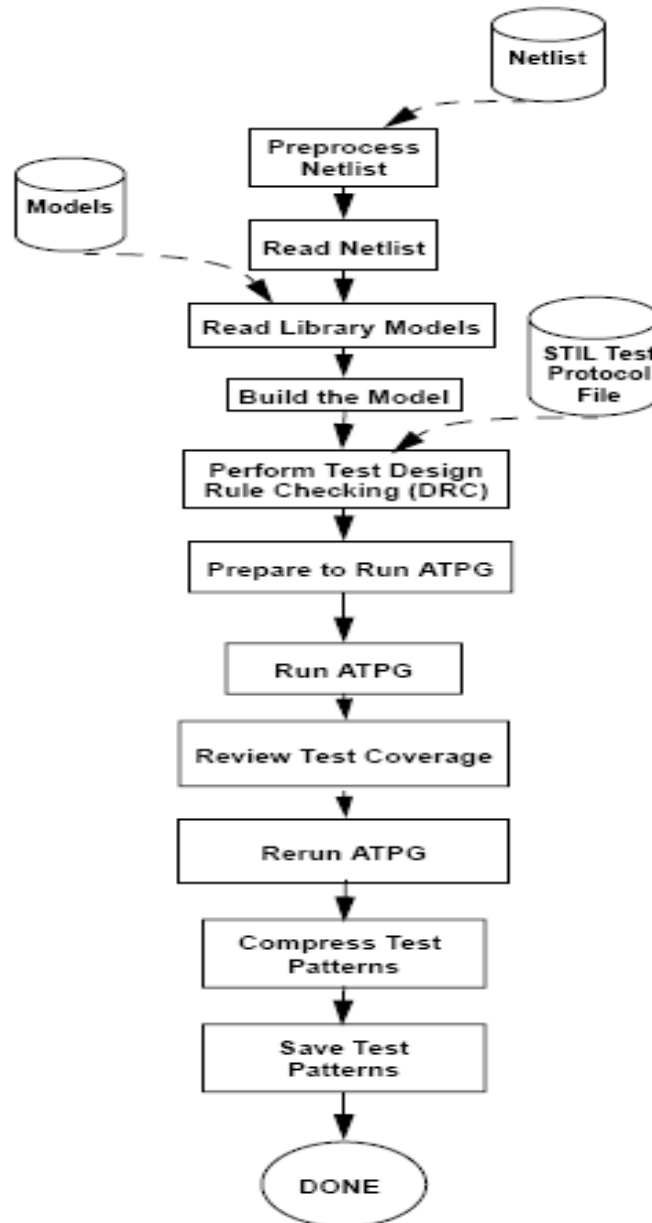 Netlist
Preprocess
Netlist
Models
Read Netlist
Read Library Models
STIL Test
Protocol
File
Build the Model
Perform Test Design
Rule Checking (DRC)
Prepare to Run ATPG
Run ATPG
Review Test Coverage
Rerun ATPG
Compress Test
Patterns
Save Test
Patterns
DONE